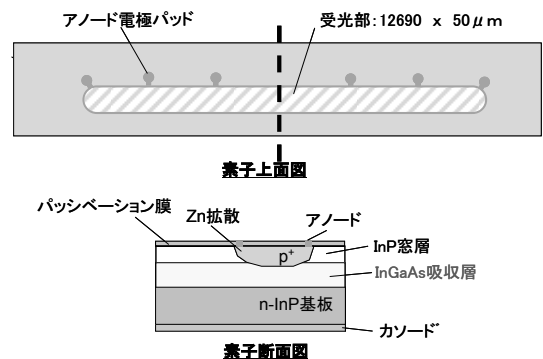 アノード電極パッド
受光部:12690 x 50μm
素子上面図
パッシベーション膜
Zn拡散
アノード
p+
InP窓層
InGaAs吸収層
n-InP基板
カソード
素子断面図